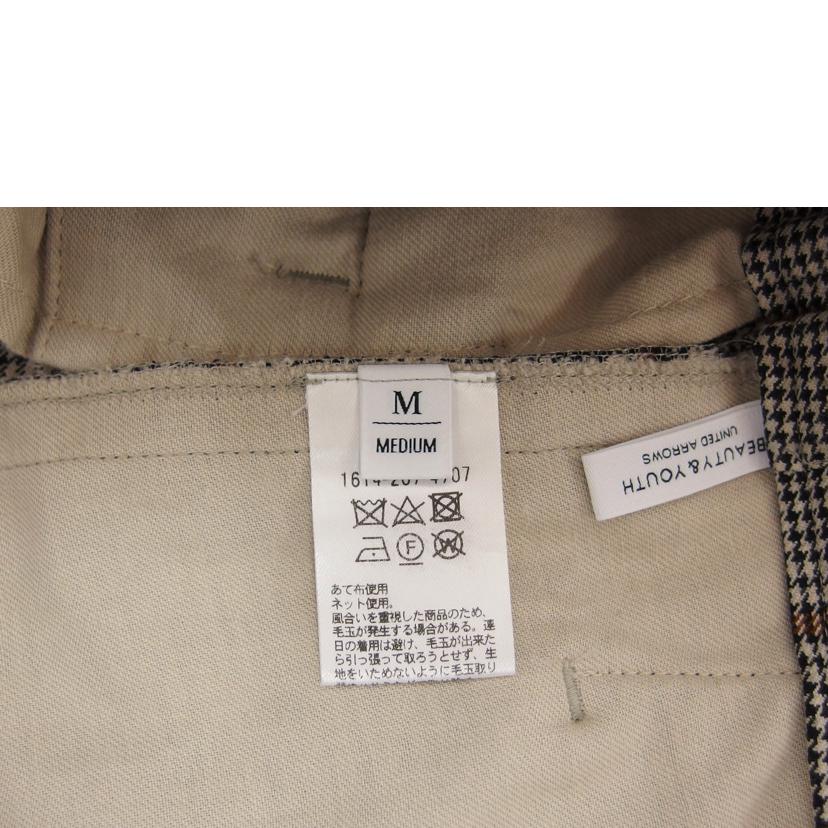 M
MEDIUM
1614-207-4707
F
W
あて布使用
ネット使用。
風合いを重視した商品のため、
毛玉が発生する場合がある。連
日の着用は避け、毛玉が出来た
ら引っ張って取ろうとせず、生
地をいためないように毛玉取り
BEAUTY & YOUTH
UNITED ARROWS